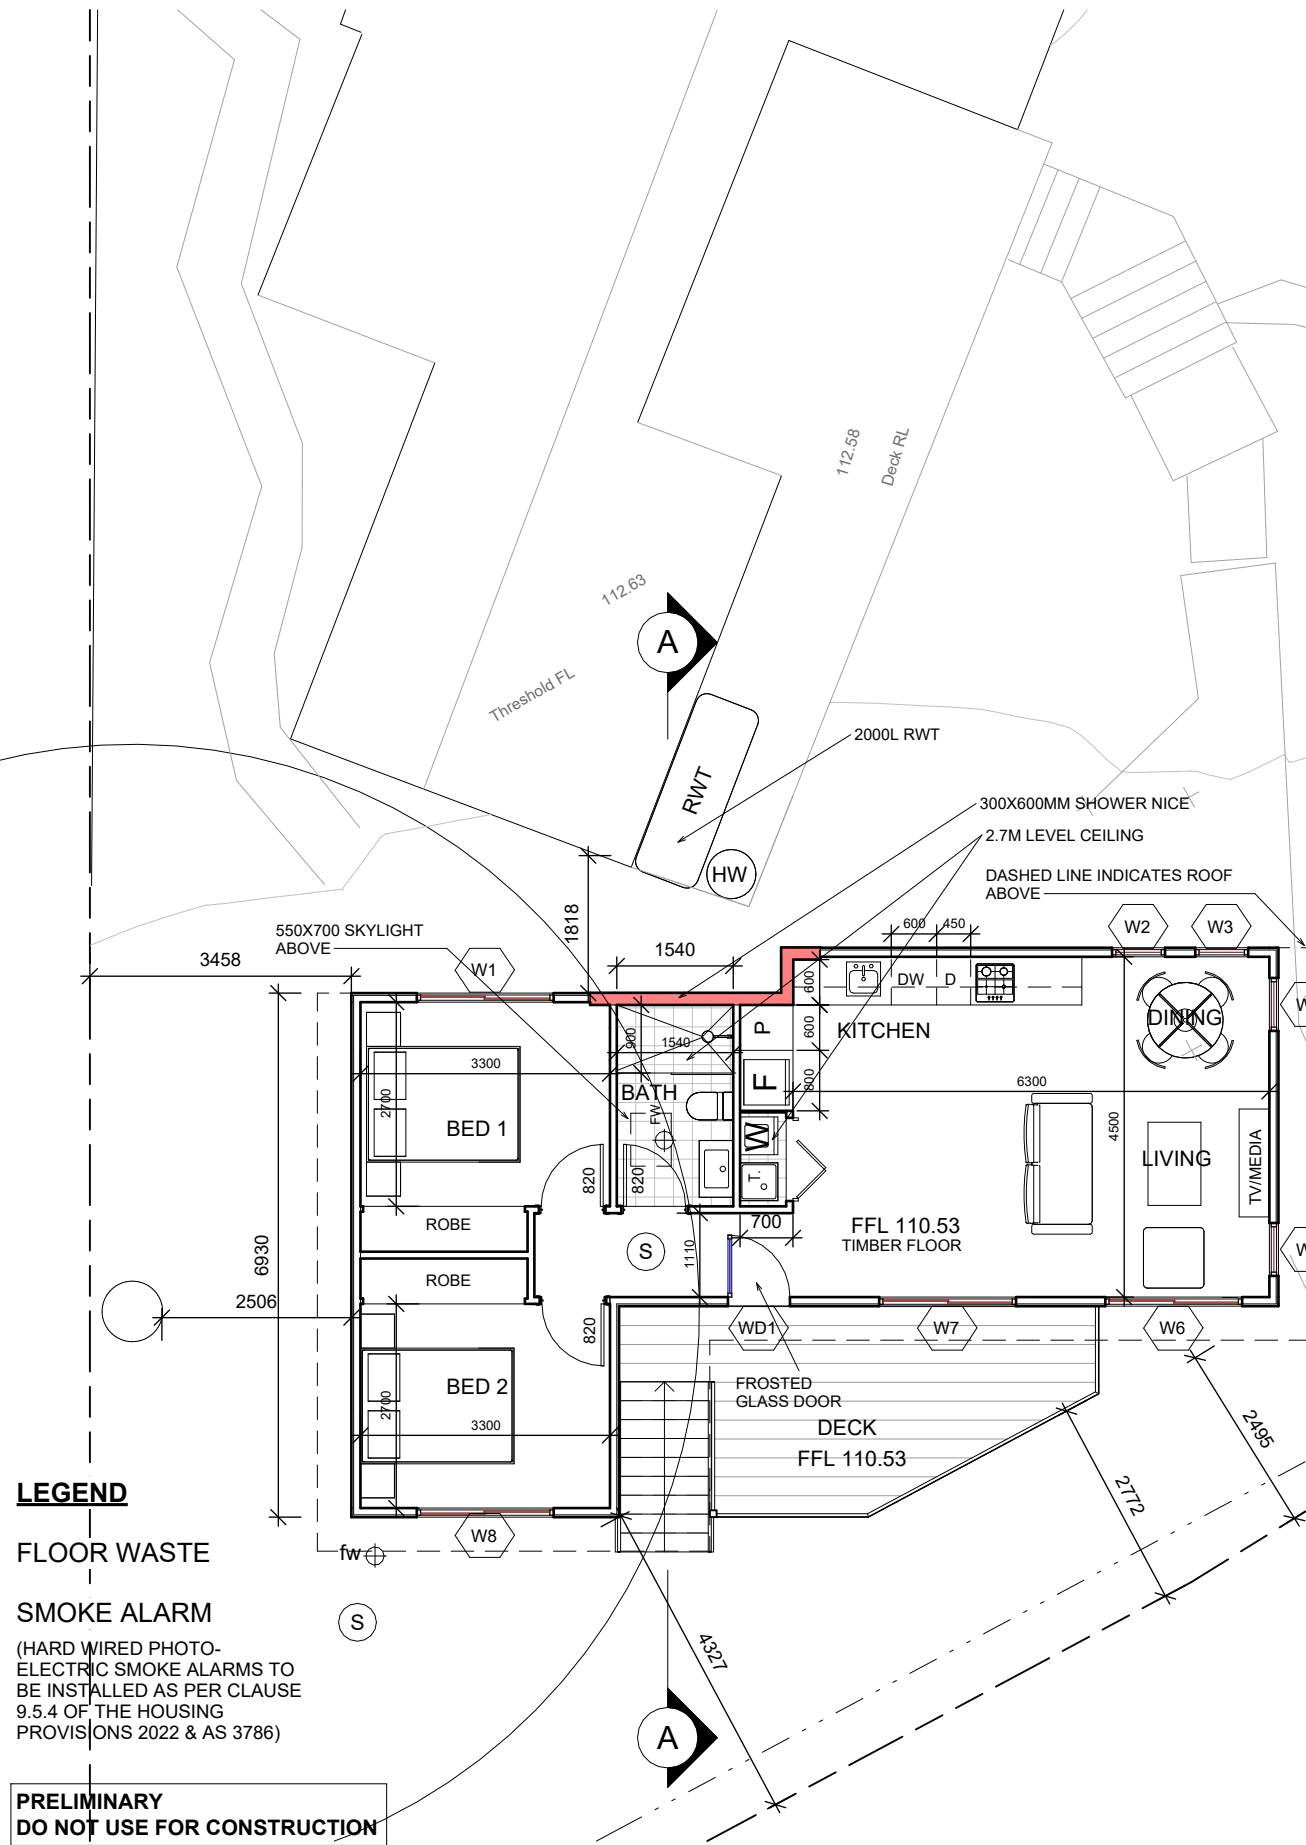 112.58
Deck RL
112.63
Threshold FL
A
2000L RWT
RWT
HW
300X600MM SHOWER NICE
2.7M LEVEL CEILING
DASHED LINE INDICATES ROOF
ABOVE
550X700 SKYLIGHT
ABOVE
1818
3458
1540
600
450
W1
W2
W3
DW
D
600
P
KITCHEN
600
DINING
900
1540
3300
F
800
6300
BATH
2700
BED 1
FW
W
4500
LIVING
TV/MEDIA
820
820
T.
ROBE
700
FFL 110.53
TIMBER FLOOR
S
1110
6930
ROBE
2506
820
WD1
W7
W6
BED 2
2700
3300
FROSTED
GLASS DOOR
DECK
FFL 110.53
2495
2772
W8
4327
LEGEND
FLOOR WASTE
fw
SMOKE ALARM
S
(HARD WIRED PHOTO-
ELECTRIC SMOKE ALARMS TO
BE INSTALLED AS PER CLAUSE
9.5.4 OF THE HOUSING
PROVISIONS 2022 & AS 3786)
A
PRELIMINARY
DO NOT USE FOR CONSTRUCTION